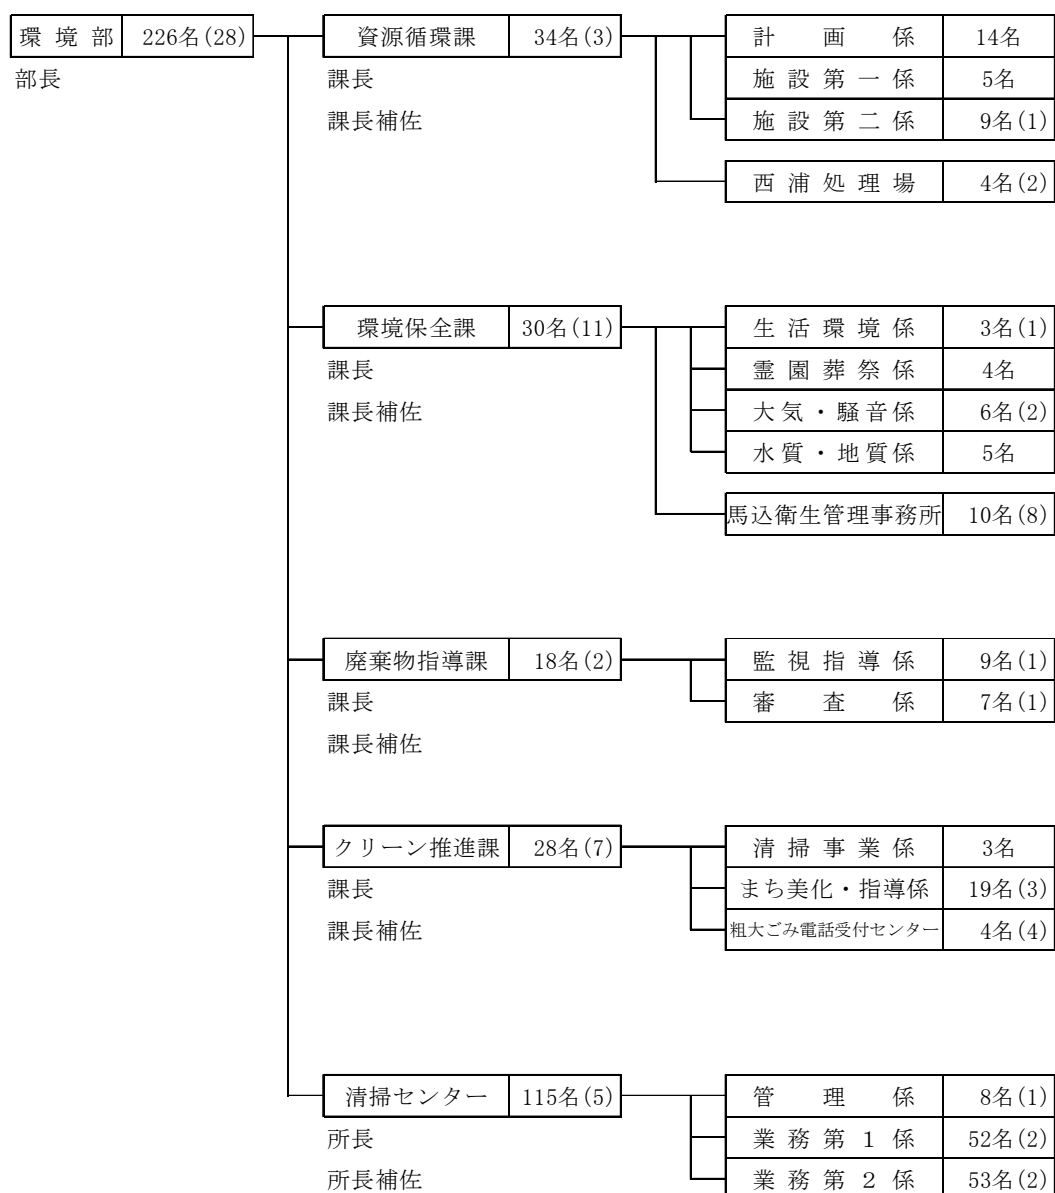 環境部 226名(28) 資源循環課 34名(3) 計画係 14名
部長 課長 施設第一係 5名
課長補佐 施設第二係 9名(1)
西浦処理場 4名(2)
環境保全課 30名(11) 生活環境係 3名(1)
課長 霊園葬祭係 4名
課長補佐 大気・騒音係 6名(2)
水質・地質係 5名
馬込衛生管理事務所 10名(8)
廃棄物指導課 18名(2) 監視指導係 9名(1)
課長 審査係 7名(1)
課長補佐
クリーン推進課 28名(7) 清掃事業係 3名
課長 まち美化・指導係 19名(3)
課長補佐 粗大ごみ電話受付センター 4名(4)
清掃センター 115名(5) 管理係 8名(1)
所長 業務第1係 52名(2)
所長補佐 業務第2係 53名(2)